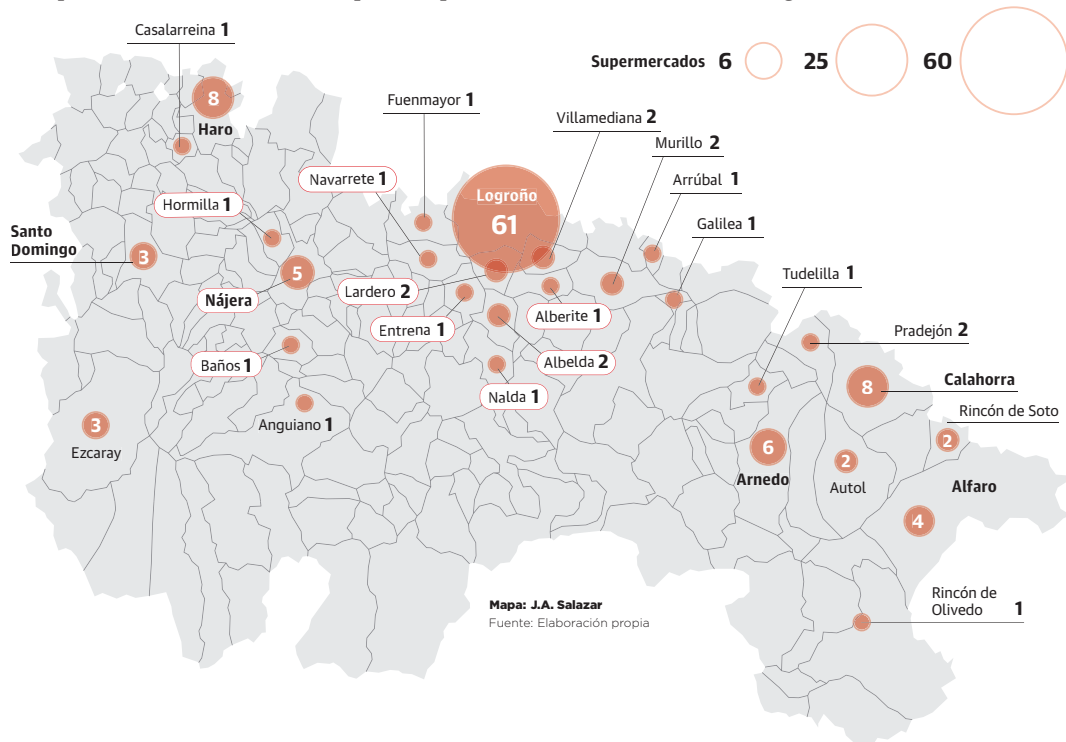 Casalarreina 1
Supermercados 6 25 60
8
Haro
Fuenmayor 1
Villamediana 2
Murillo 2
Navarrete 1
Arrúbal 1
Logroño
61
Hormilla 1
Galilea 1
Santo
Domingo
3
5
Nájera
Lardero 2
Tudelilla 1
Entrena 1
Alberite 1
Pradejón 2
Baños 1
Albelda 2
Calahorra
8
Nalda 1
Rincón de Soto
2
3
Ezcaray
Anguiano 1
6
Arnedo
2
Autol
Alfaro
4
Rincón de
Olivedo 1
Mapa: J.A. Salazar
Fuente: Elaboración propia